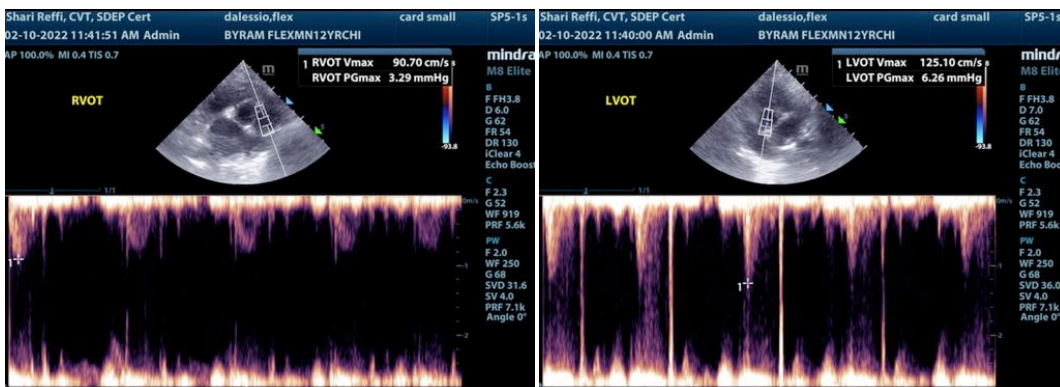 Shari Reffi, CVT, SDEP Cert dalessio,flex card small SP5-1s
02-10-2022 11:41:51 AM Admin BYRAM FLEXMN12YRCHI
AP 100.0% MI 0.4 TIS 0.7
1 RVOT Vmax 90.70 cm/s
RVOT PGmax 3.29 mmHg
mindra
M8 Elite
RVOT
m
s
B
F FH3.8
D 6.0
G 62
FR 54
DR 130
iClear 4
Echo Boost
-93.8
C
F 2.3
G 52
WF 919
PRF 5.6k
PW
F 2.0
WF 250
G 68
SVD 31.6
SV 4.0
PRF 7.1k
Angle 0°
1/1
0m/s
-1
-2
1
Shari Reffi, CVT, SDEP Cert dalessio,flex card small SP5-1s
02-10-2022 11:40:00 AM Admin BYRAM FLEXMN12YRCHI
AP 100.0% MI 0.4 TIS 0.7
1 LVOT Vmax 125.10 cm/s
LVOT PGmax 6.26 mmHg
mindra
M8 Elite
LVOT
m
s
B
F FH3.8
D 7.0
G 62
FR 54
DR 130
iClear 4
Echo Boo
-93.8
C
F 2.3
G 52
WF 919
PRF 5.6k
PW
F 2.0
WF 250
G 68
SVD 36.0
SV 4.0
PRF 7.1k
Angle 0°
1/1
0m/s
-1
-2
1